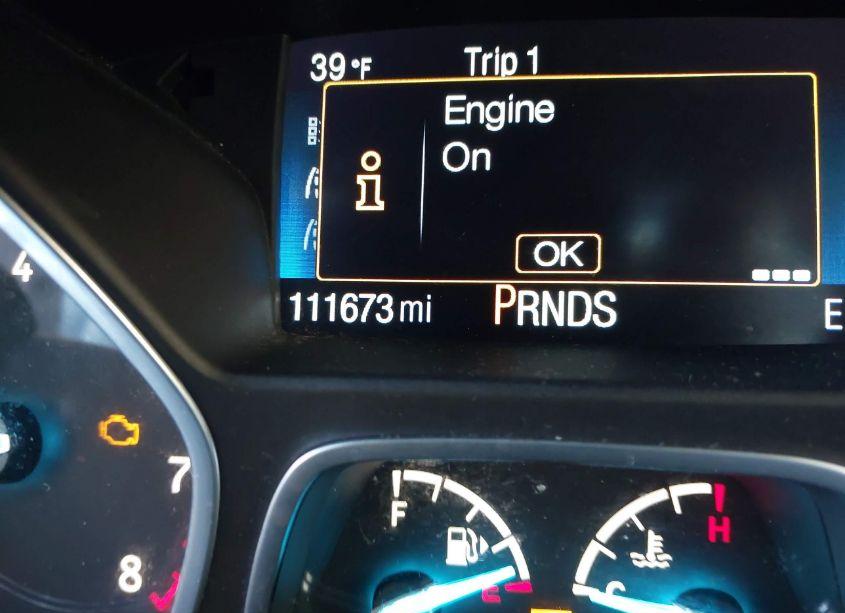 39°F Trip 1
Engine
On
OK
111673 mi PRNDS E
4
7
8
F
E
H
C